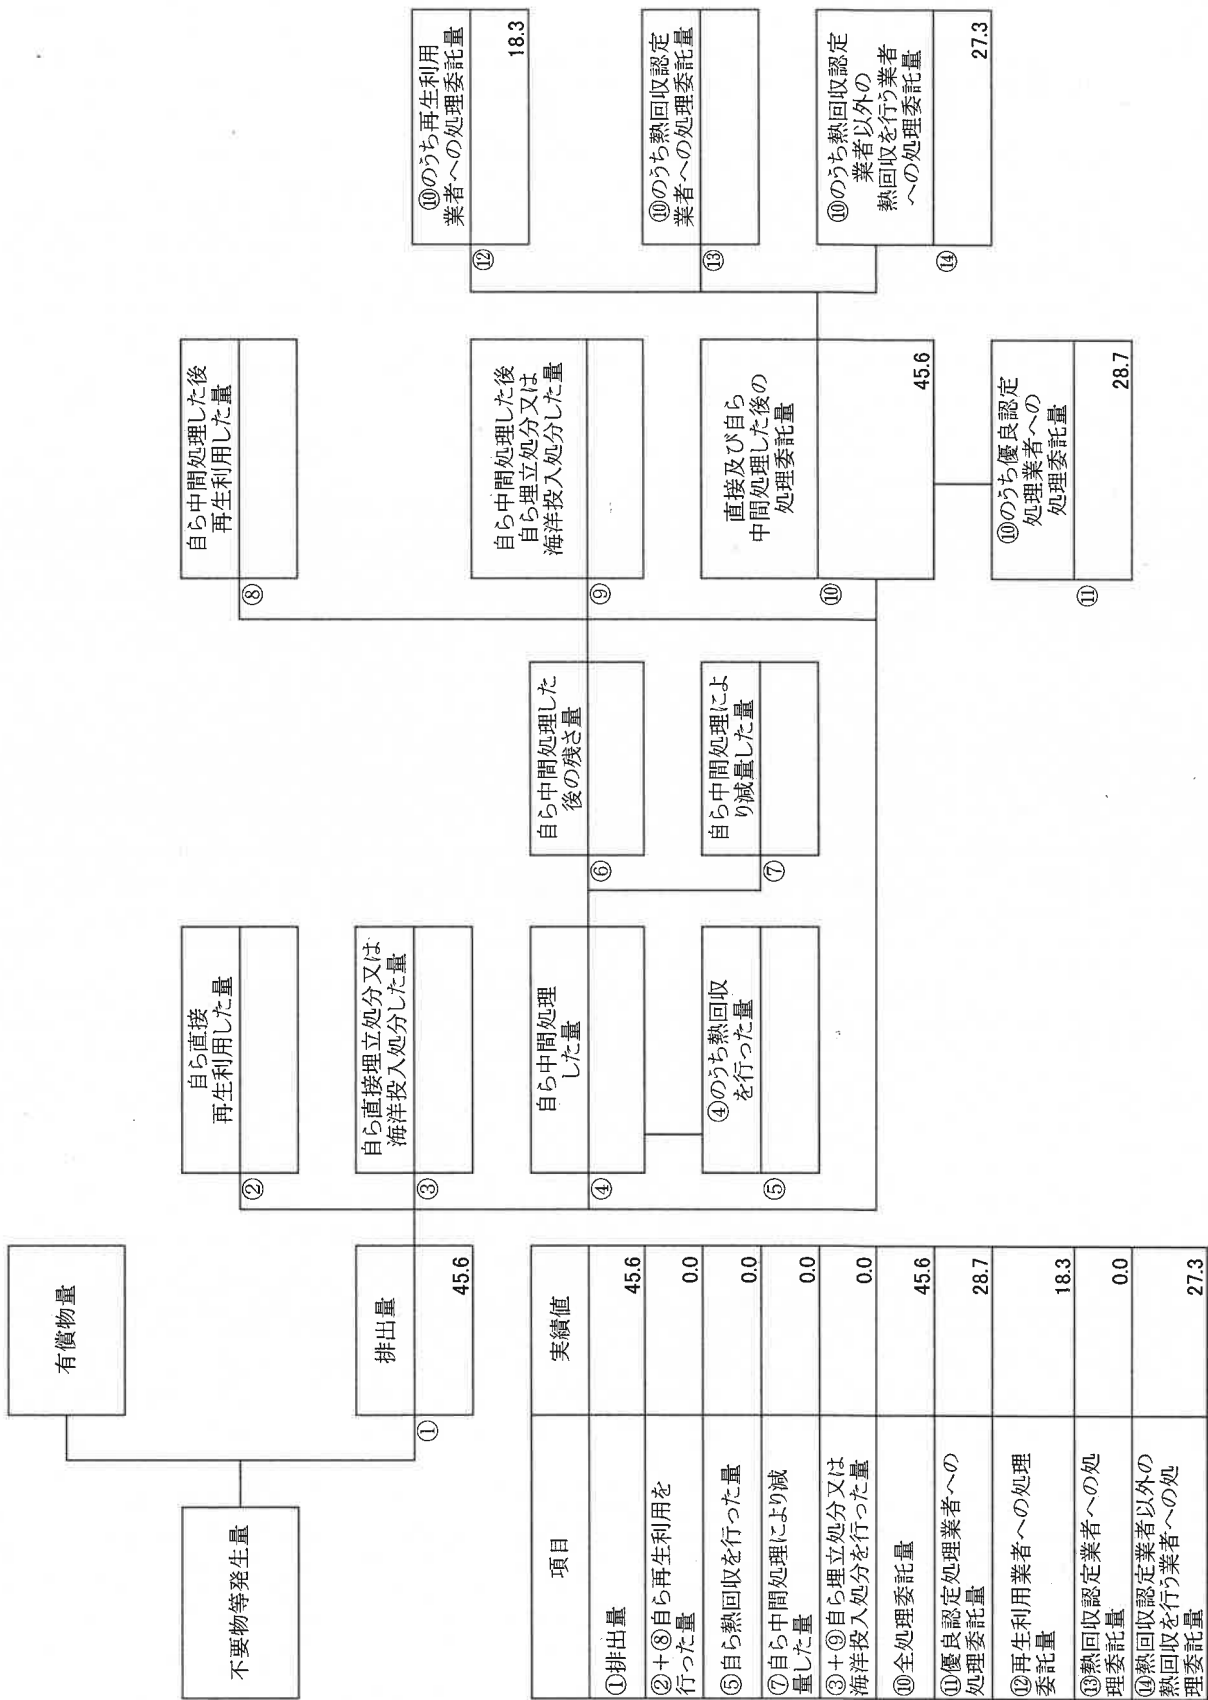 有償物量
不要物等発生量
排出量
①
45.6
自ら直接
再生利用した量
②
自ら直接埋立処分又は
海洋投入処分した量
③
自ら中間処理
した量
④
④のうち熱回収
を行った量
⑤
自ら中間処理した
後の残さ量
⑥
自ら中間処理によ
り減量した量
⑦
自ら中間処理した後
再生利用した量
⑧
自ら中間処理した後
自ら埋立処分又は
海洋投入処分した量
⑨
直接及び自ら
中間処理した後の
処理委託量
⑩
45.6
⑩のうち優良認定
処理業者への
処理委託量
⑪
28.7
⑩のうち再生利用
業者への処理委託量
⑫
18.3
⑩のうち熱回収認定
業者への処理委託量
⑬
⑩のうち熱回収認定
業者以外の
熱回収を行う業者
への処理委託量
⑭
27.3
項目 実績値
①排出量 45.6
②+⑧自ら再生利用を
行った量 0.0
⑤自ら熱回収を行った量 0.0
⑦自ら中間処理により減
量した量 0.0
③+⑨自ら埋立処分又は
海洋投入処分を行った量 0.0
⑩全処理委託量 45.6
⑪優良認定処理業者への
処理委託量 28.7
⑫再生利用業者への処理
委託量 18.3
⑬熱回収認定業者への処
理委託量 0.0
⑭熱回収認定業者以外の
熱回収を行う業者への処
理委託量 27.3